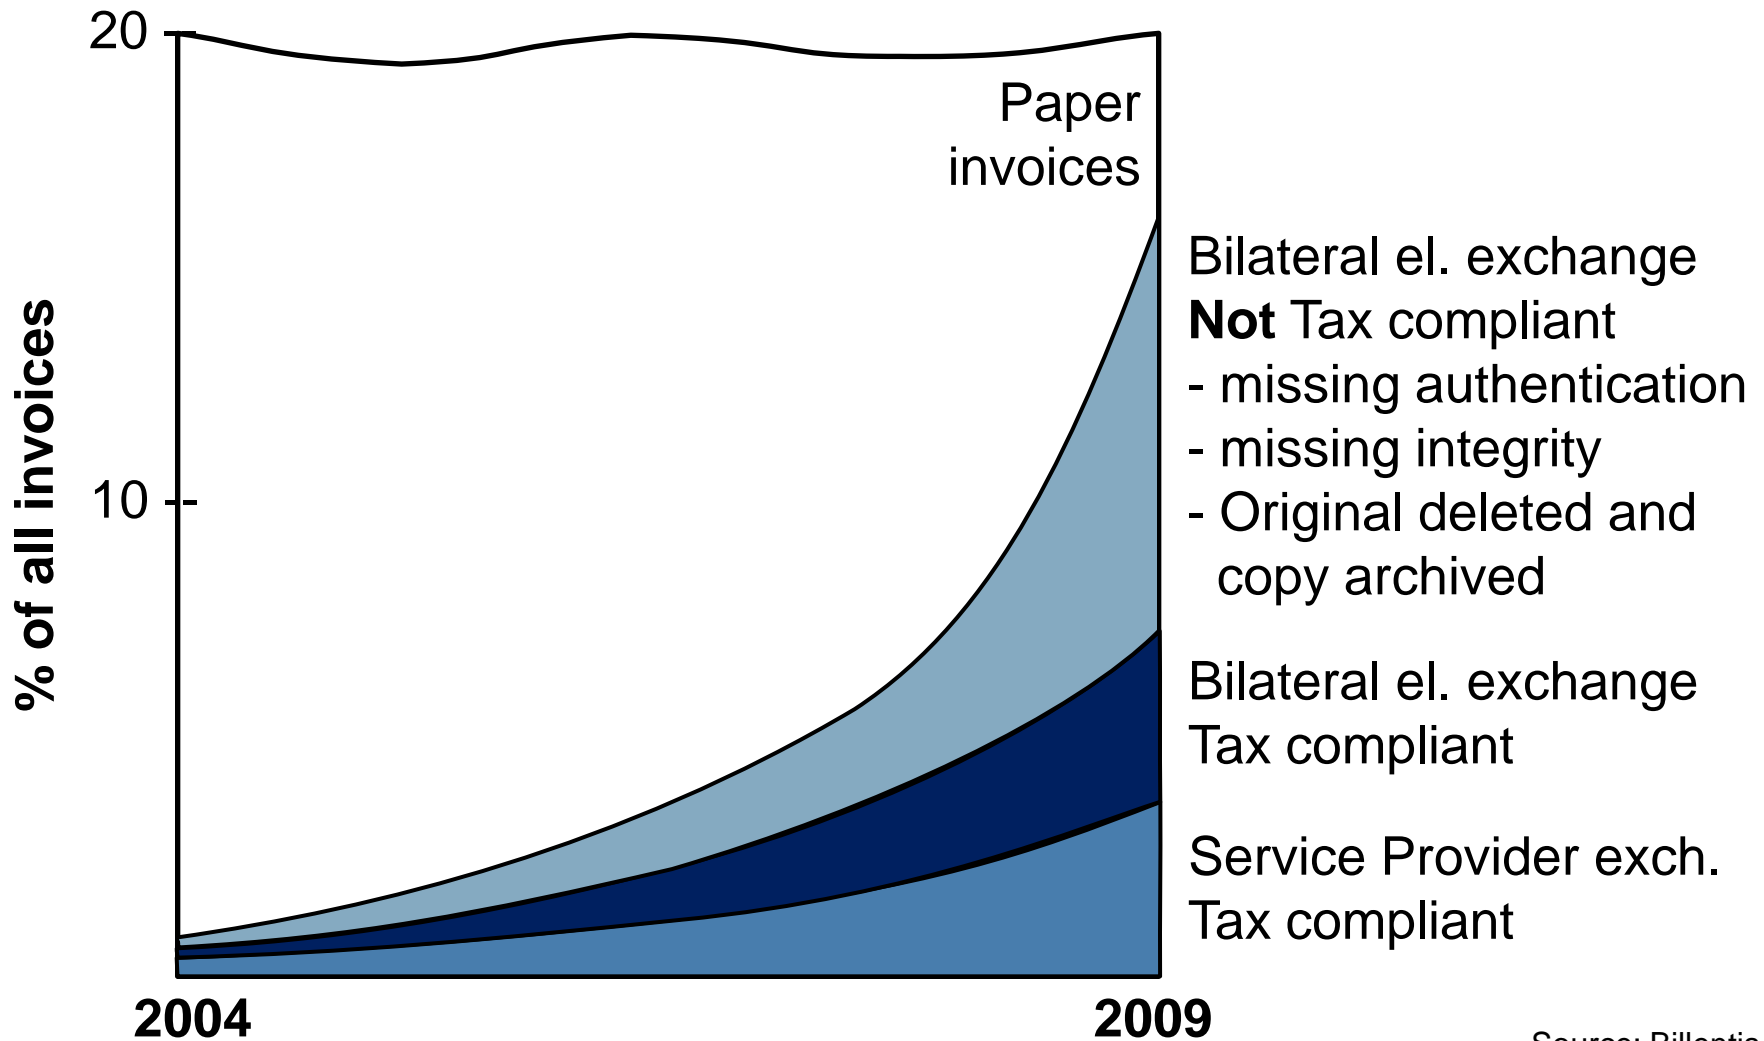 20
Paper
invoices
10
% of all invoices
Bilateral el. exchange
Not Tax compliant
- missing authentication
- missing integrity
- Original deleted and
copy archived
Bilateral el. exchange
Tax compliant
Service Provider exch.
Tax compliant
2004
2009